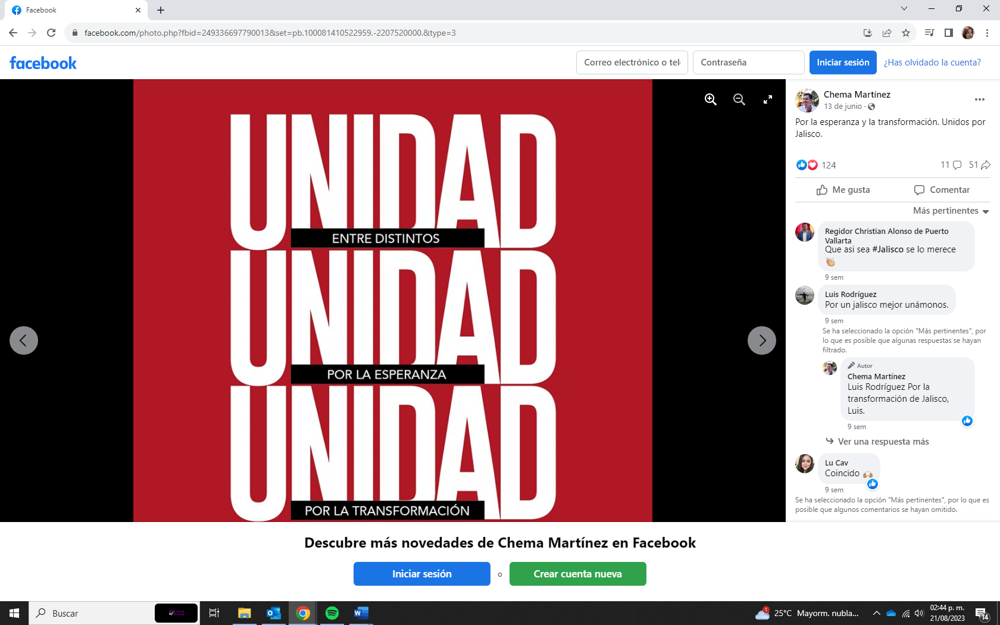 Facebook
facebook.com/photo.php?fbid=249336697790013&set=pb.100081410522959.-2207520000.&type=3
facebook
Correo electrónico o telé
Contraseña
Iniciar sesión
¿Has olvidado la cuenta?
UNIDAD
ENTRE DISTINTOS
UNIDAD
POR LA ESPERANZA
UNIDAD
POR LA TRANSFORMACIÓN
Chema Martínez
13 de junio ·
Por la esperanza y la transformación. Unidos por
Jalisco.
124
11
51
Me gusta
Comentar
Más pertinentes
Regidor Christian Alonso de Puerto
Vallarta
Que asi sea #Jalisco se lo merece
9 sem
Luis Rodríguez
Por un jalisco mejor unámonos.
9 sem
Se ha seleccionado la opción "Más pertinentes", por
lo que es posible que algunas respuestas se hayan
filtrado.
Autor
Chema Martínez
Luis Rodríguez Por la
transformación de Jalisco,
Luis.
9 sem
Ver una respuesta más
Lu Cav
Coincido
9 sem
Se ha seleccionado la opción "Más pertinentes", por lo que es
posible que algunos comentarios se hayan omitido.
Descubre más novedades de Chema Martínez en Facebook
Iniciar sesión
o
Crear cuenta nueva
Buscar
1
25°C Mayorm. nubla...
02:44 p. m.
21/08/2023
14